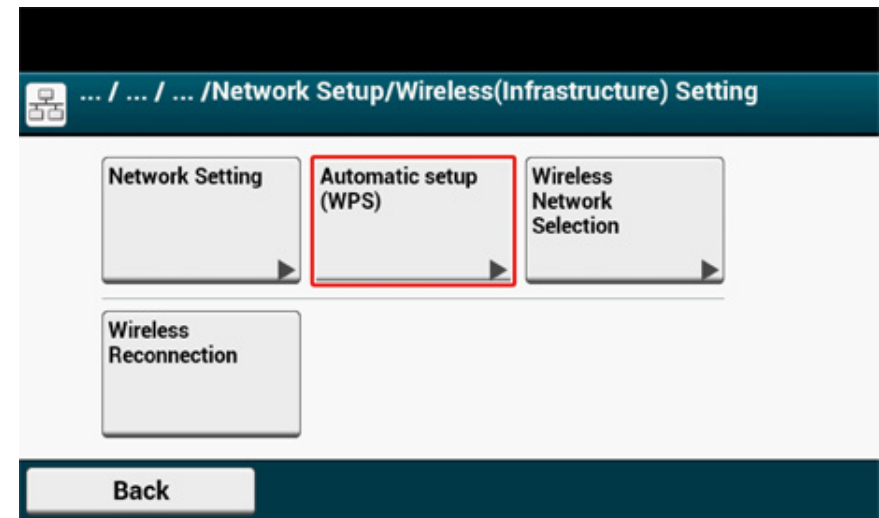 ... / ... / ... /Network Setup/Wireless(Infrastructure) Setting
Network Setting
Automatic setup
(WPS)
Wireless
Network
Selection
Wireless
Reconnection
Back